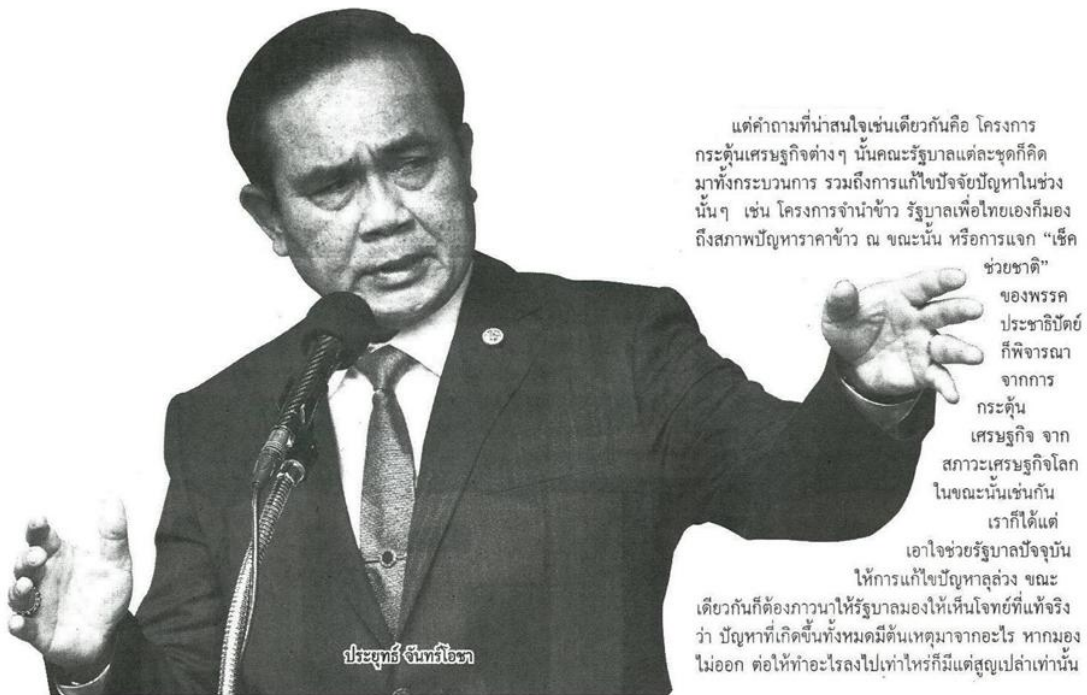 แต่คำถามที่น่าสนใจเช่นเดียวกันคือ โครงการ
กระตุ้นเศรษฐกิจต่างๆ นั้นคณะรัฐบาลแต่ละชุดก็คิด
มาทั้งกระบวนการ รวมถึงการแก้ไขปัจจัยปัญหาในช่วง
นั้นๆ เช่น โครงการจำนำข้าว รัฐบาลเพื่อไทยเองก็มอง
ถึงสภาพปัญหาราคาข้าว ณ ขณะนั้น หรือการแจก “เช็ค
ช่วยชาติ”
ของพรรค
ประชาธิปัตย์
ก็พิจารณา
จากการ
กระตุ้น
เศรษฐกิจ จาก
สภาวะเศรษฐกิจโลก
ในขณะนั้นเช่นกัน
เราก็ได้แต่
เอาใจช่วยรัฐบาลปัจจุบัน
ให้การแก้ไขปัญหาลุล่วง ขณะ
เดียวกันก็ต้องภาวนาให้รัฐบาลมองให้เห็นโจทย์ที่แท้จริง
ว่า ปัญหาที่เกิดขึ้นทั้งหมดมีต้นเหตุมาจากอะไร หากมอง
ไม่ออก ต่อให้ทำอะไรลงไปเท่าไหร่ก็มีแต่สูญเปล่าเท่านั้น
ประยุทธ์ จันทร์โอชา